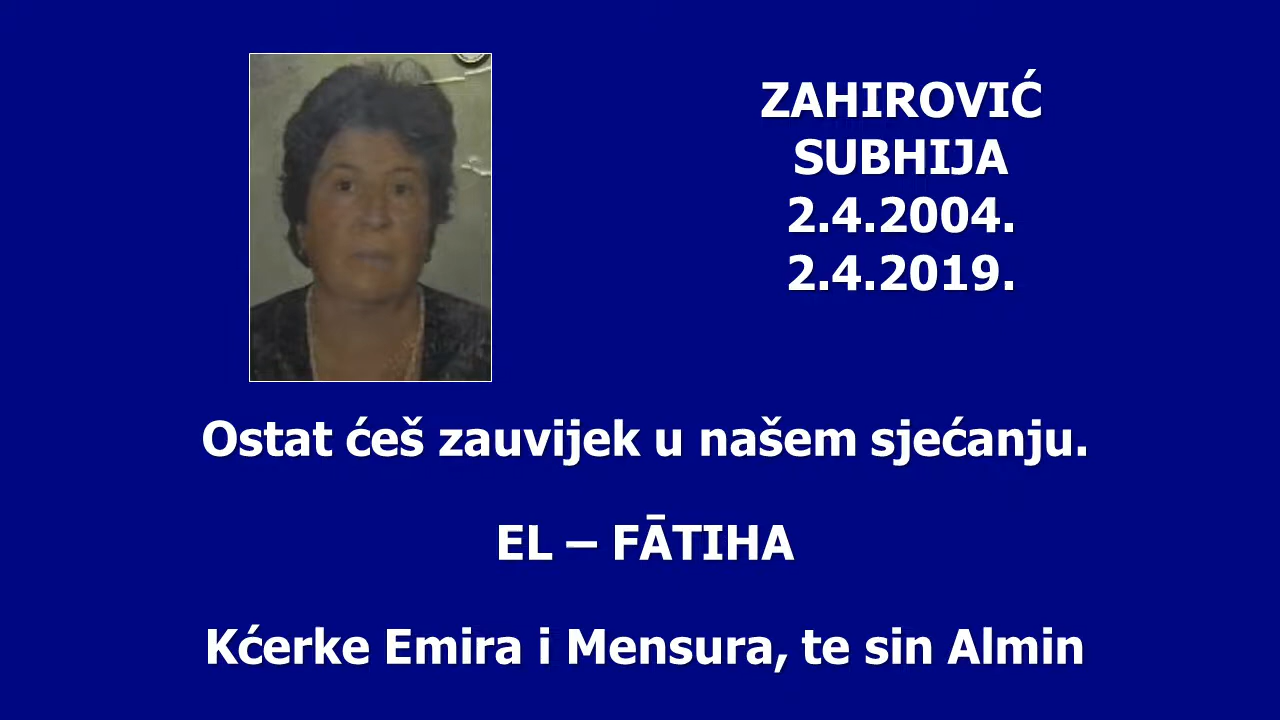 ZAHIROVIĆ
SUBHIJA
2.4.2004.
2.4.2019.
Ostat ćeš zauvijek u našem sjećanju.
EL – FĀTIHA
Kćerke Emira i Mensura, te sin Almin